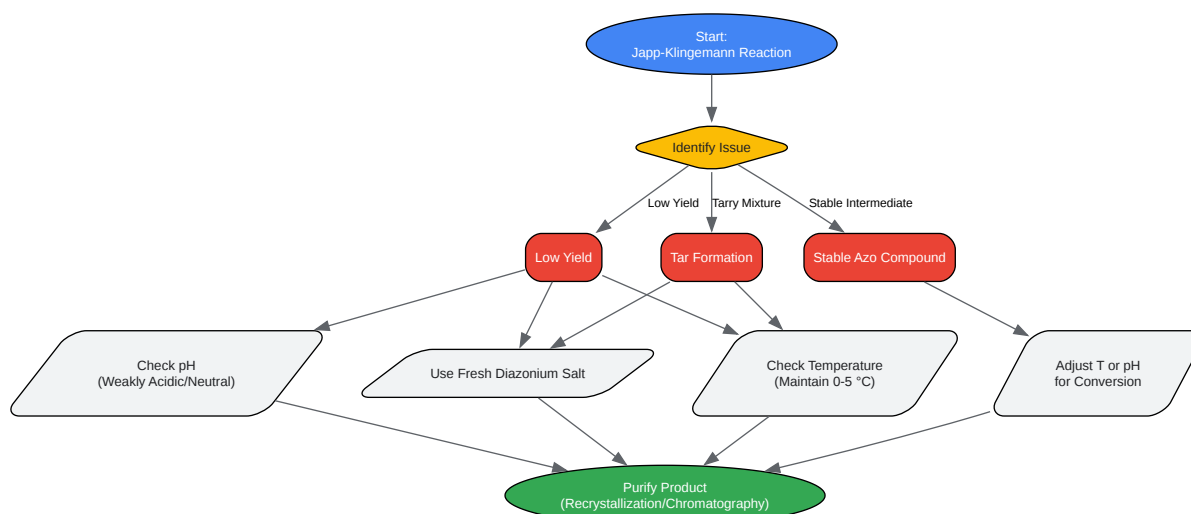 Start:
Japp-Klingemann Reaction
Identify Issue
Low Yield
Tarry Mixture
Stable Intermediate
Low Yield
Tar Formation
Stable Azo Compound
Check pH
(Weakly Acidic/Neutral)
Use Fresh Diazonium Salt
Check Temperature
(Maintain 0-5 °C)
Adjust T or pH
for Conversion
Purify Product
(Recrystallization/Chromatography)